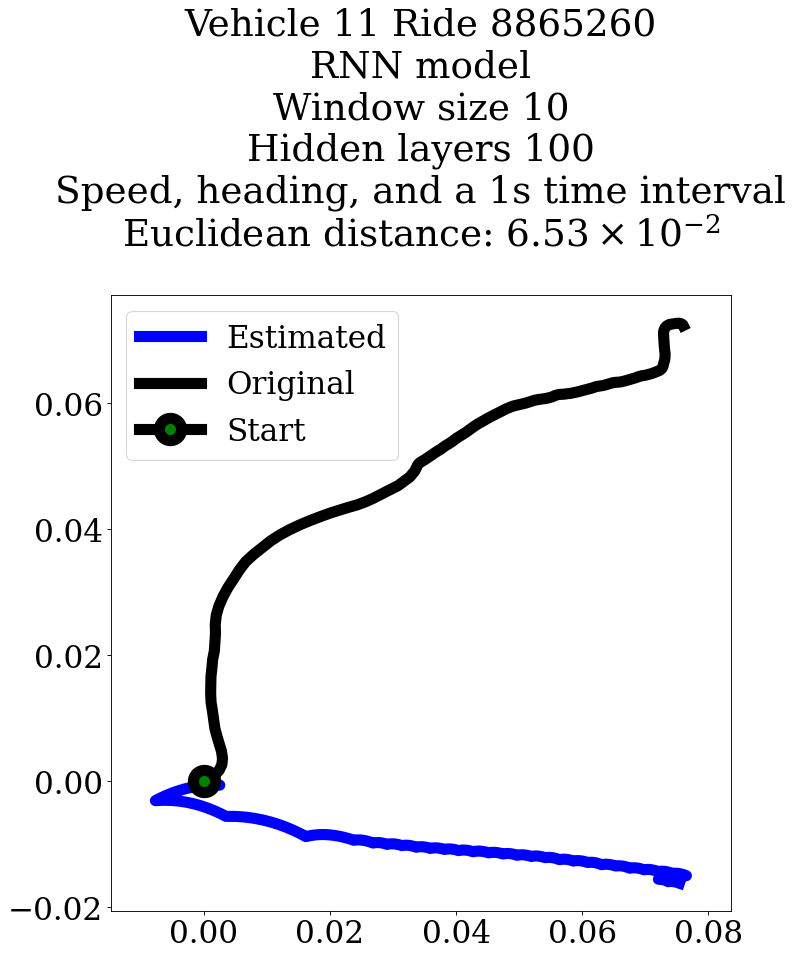 Vehicle 11 Ride 8865260
RNN model
Window size 10
Hidden layers 100
Speed, heading, and a 1s time interval
Euclidean distance: 6.53 × 10⁻²
Estimated
Original
Start
0.06
0.04
0.02
0.00
−0.02
0.00 0.02 0.04 0.06 0.08